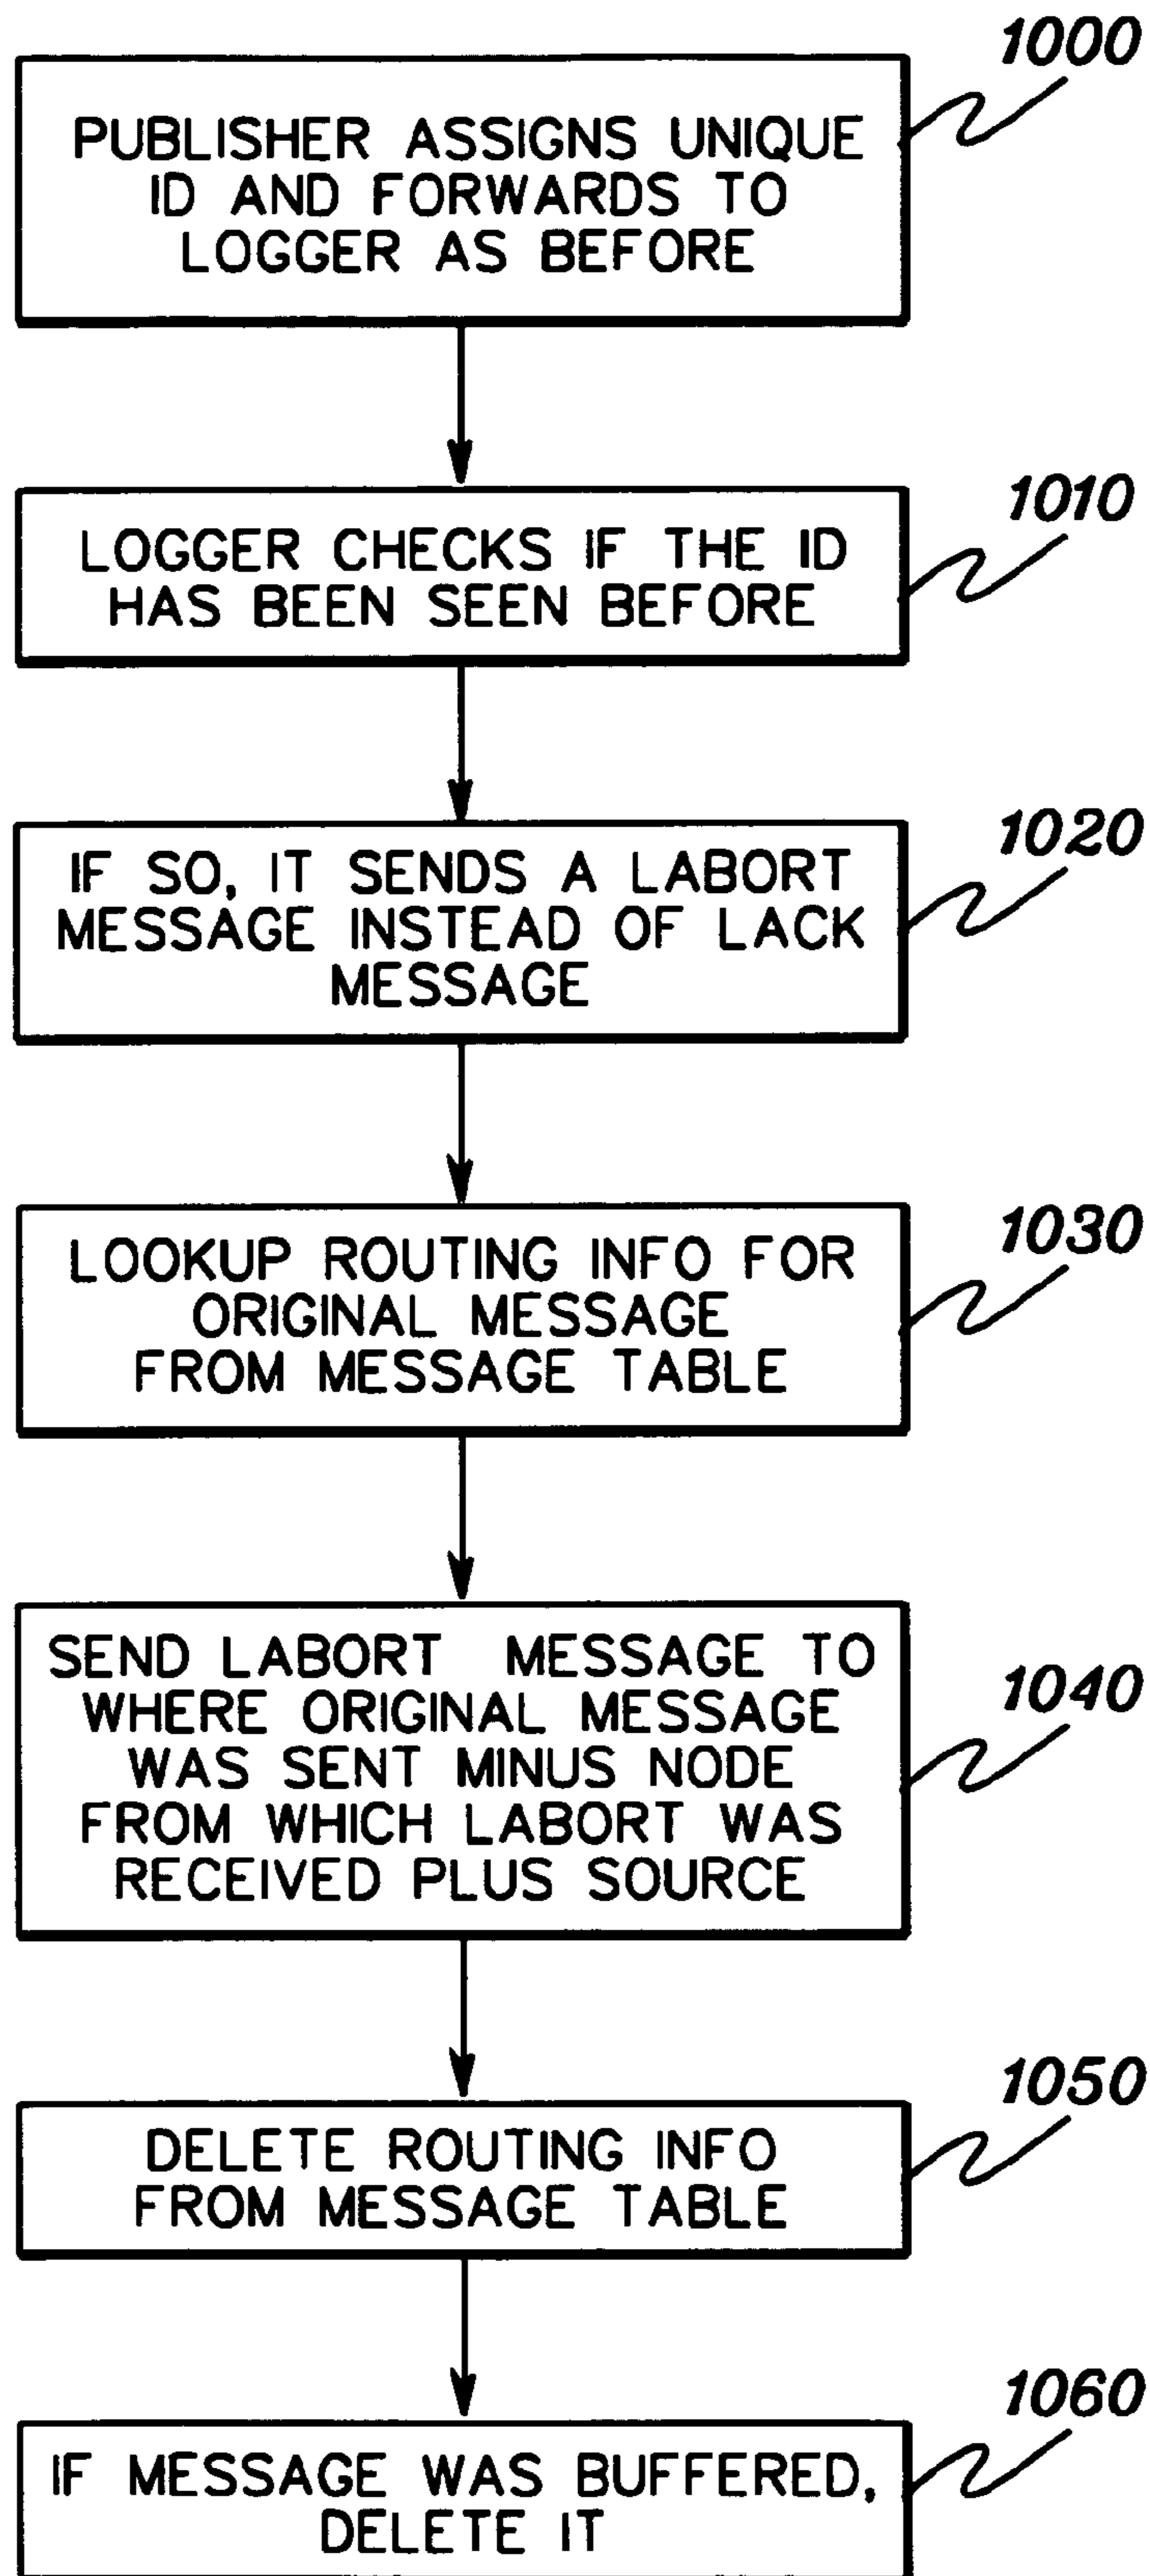 1000
PUBLISHER ASSIGNS UNIQUE
ID AND FORWARDS TO
LOGGER AS BEFORE
1010
LOGGER CHECKS IF THE ID
HAS BEEN SEEN BEFORE
1020
IF SO, IT SENDS A LABORT
MESSAGE INSTEAD OF LACK
MESSAGE
1030
LOOKUP ROUTING INFO FOR
ORIGINAL MESSAGE
FROM MESSAGE TABLE
1040
SEND LABORT MESSAGE TO
WHERE ORIGINAL MESSAGE
WAS SENT MINUS NODE
FROM WHICH LABORT WAS
RECEIVED PLUS SOURCE
1050
DELETE ROUTING INFO
FROM MESSAGE TABLE
1060
IF MESSAGE WAS BUFFERED,
DELETE IT